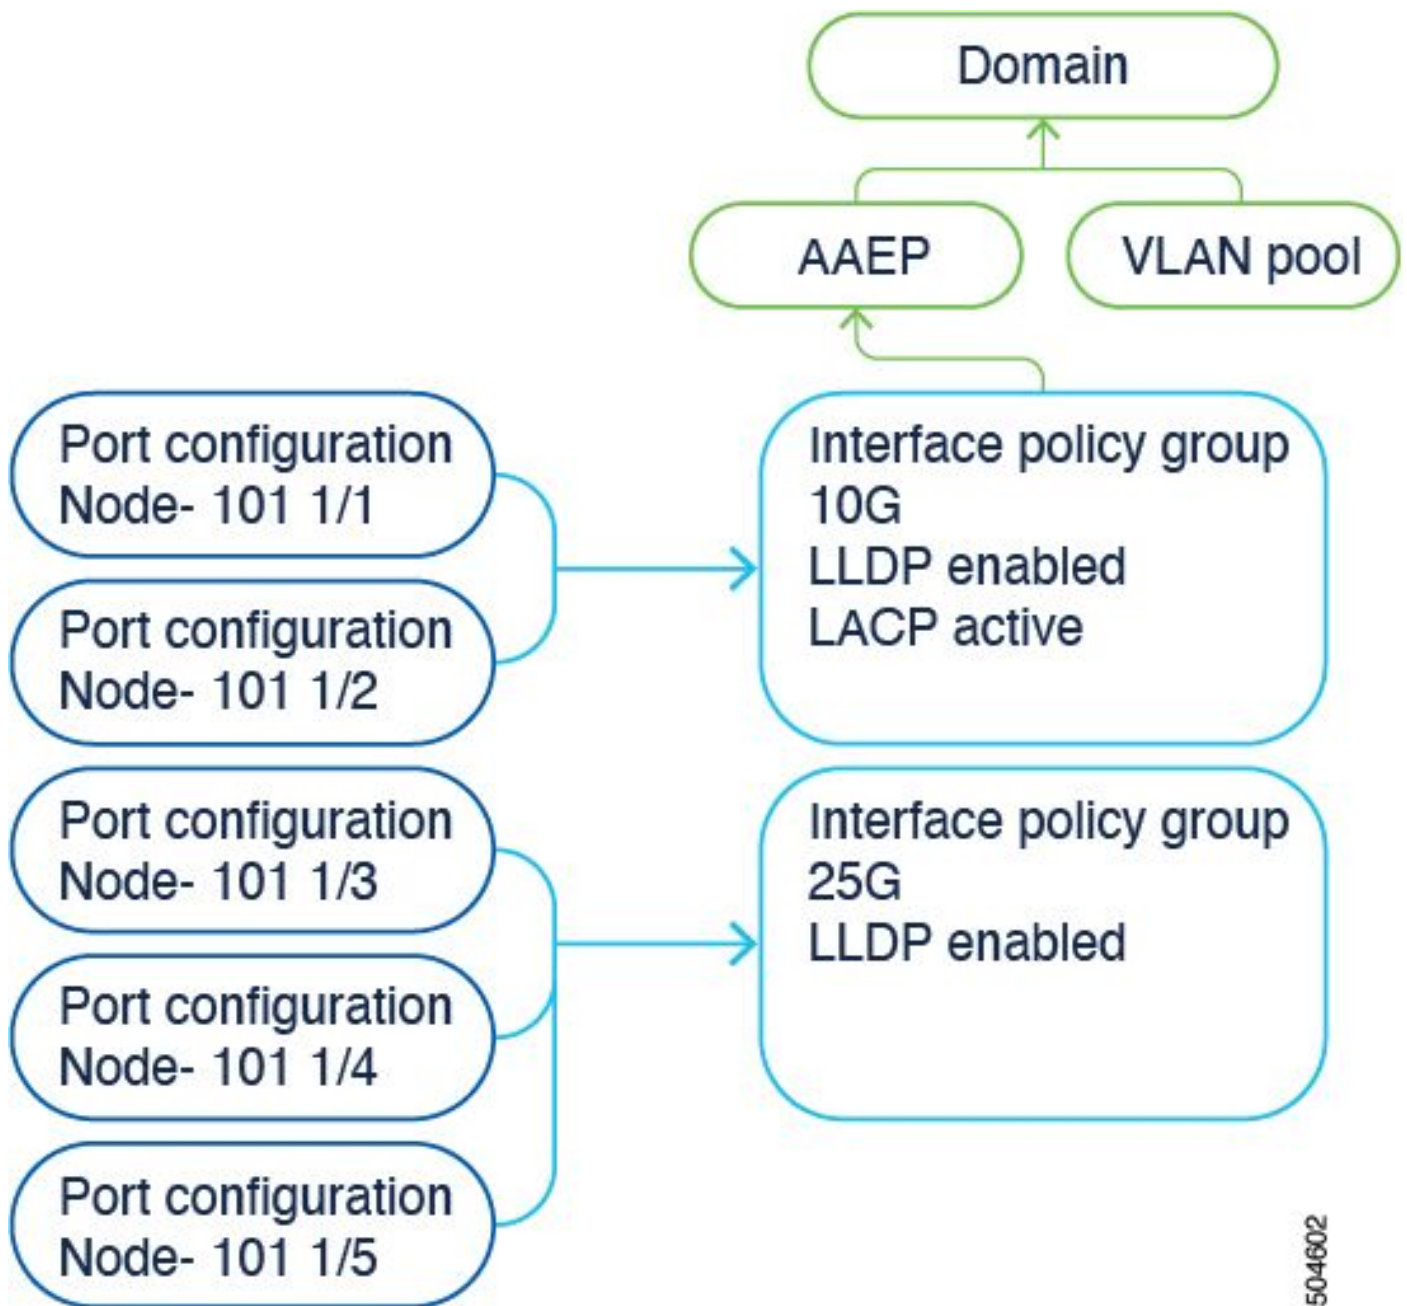 Domain
AAEP
VLAN pool
Port configuration
Node- 101 1/1
Port configuration
Node- 101 1/2
Port configuration
Node- 101 1/3
Port configuration
Node- 101 1/4
Port configuration
Node- 101 1/5
Interface policy group
10G
LLDP enabled
LACP active
Interface policy group
25G
LLDP enabled
504602